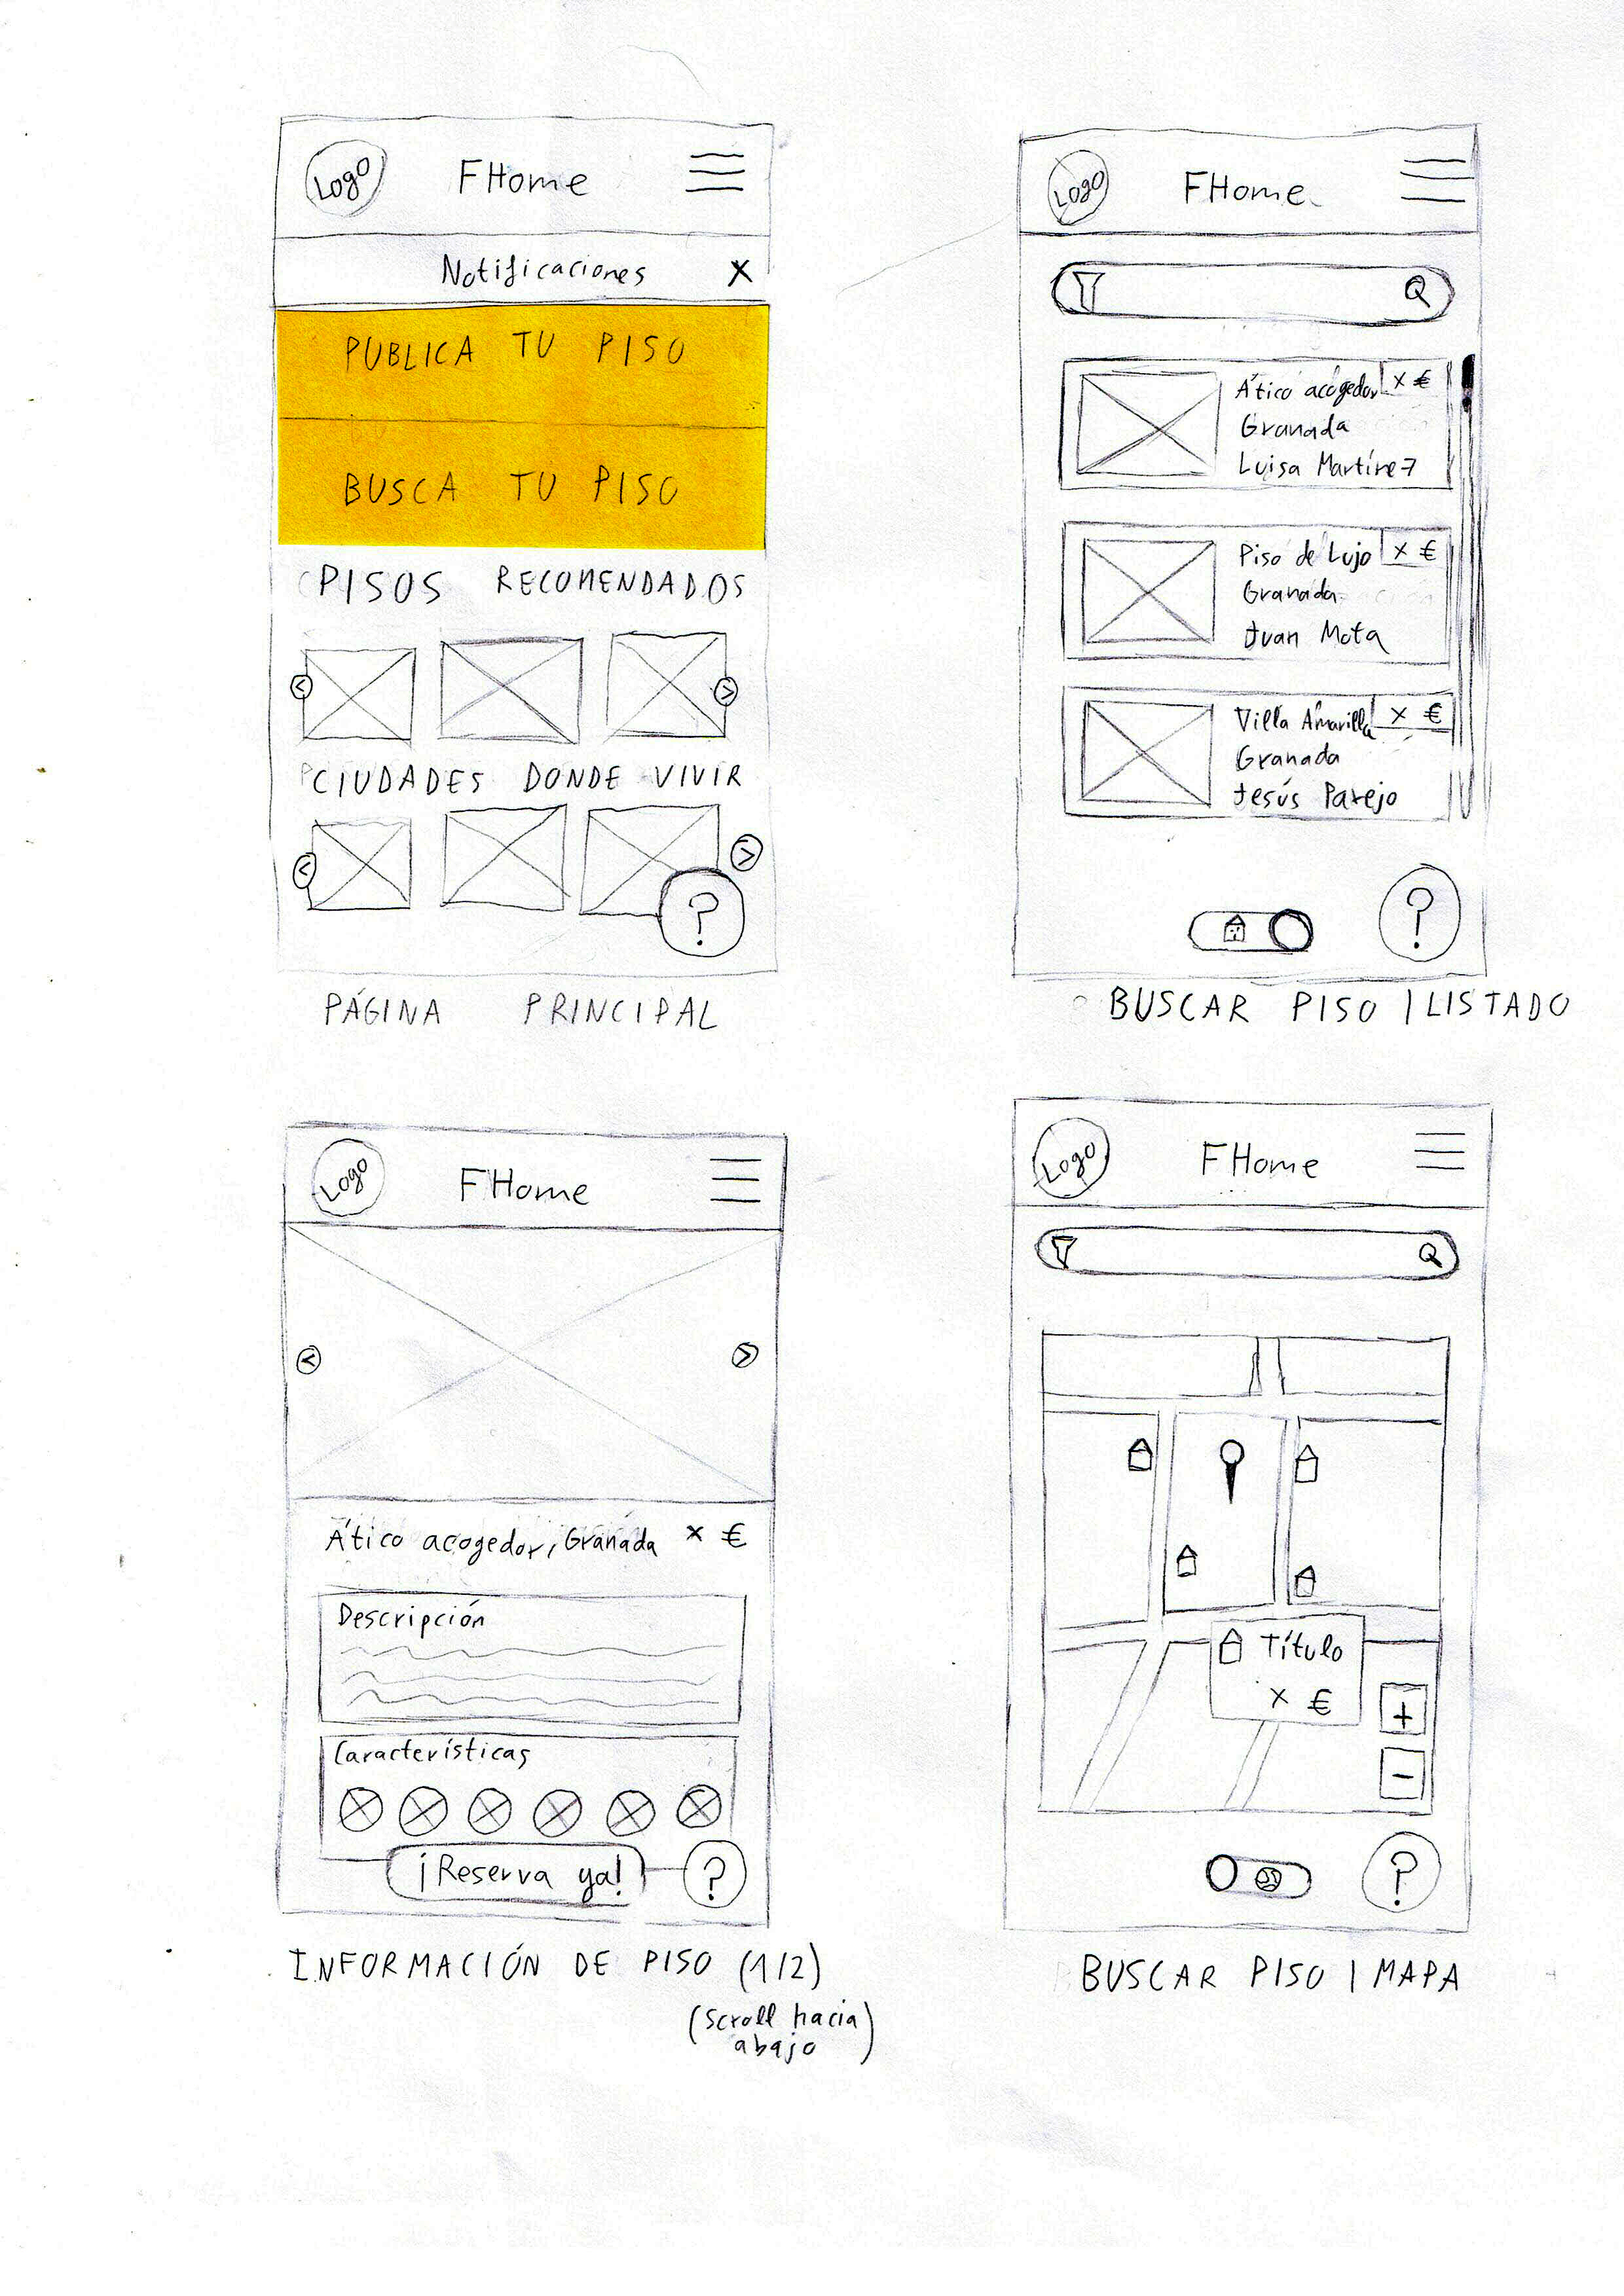 Logo FHome
Notificaciones X
PUBLICA TU PISO
BUSCA TU PISO
PISOS RECOMENDADOS
< >
CIUDADES DONDE VIVIR
< >
?
PÁGINA PRINCIPAL
Logo FHome
Ático acogedor x €
Granada
Luisa Martínez
Piso de Lujo x €
Granada
Juan Mota
Villa Amarilla x €
Granada
Jesús Parejo
?
BUSCAR PISO | LISTADO
Logo FHome
< >
Ático acogedor, Granada x €
Descripción
Características
¡Reserva ya! ?
INFORMACIÓN DE PISO (1/2)
(Scroll hacia
abajo)
Logo FHome
Título
x €
+
-
?
BUSCAR PISO | MAPA